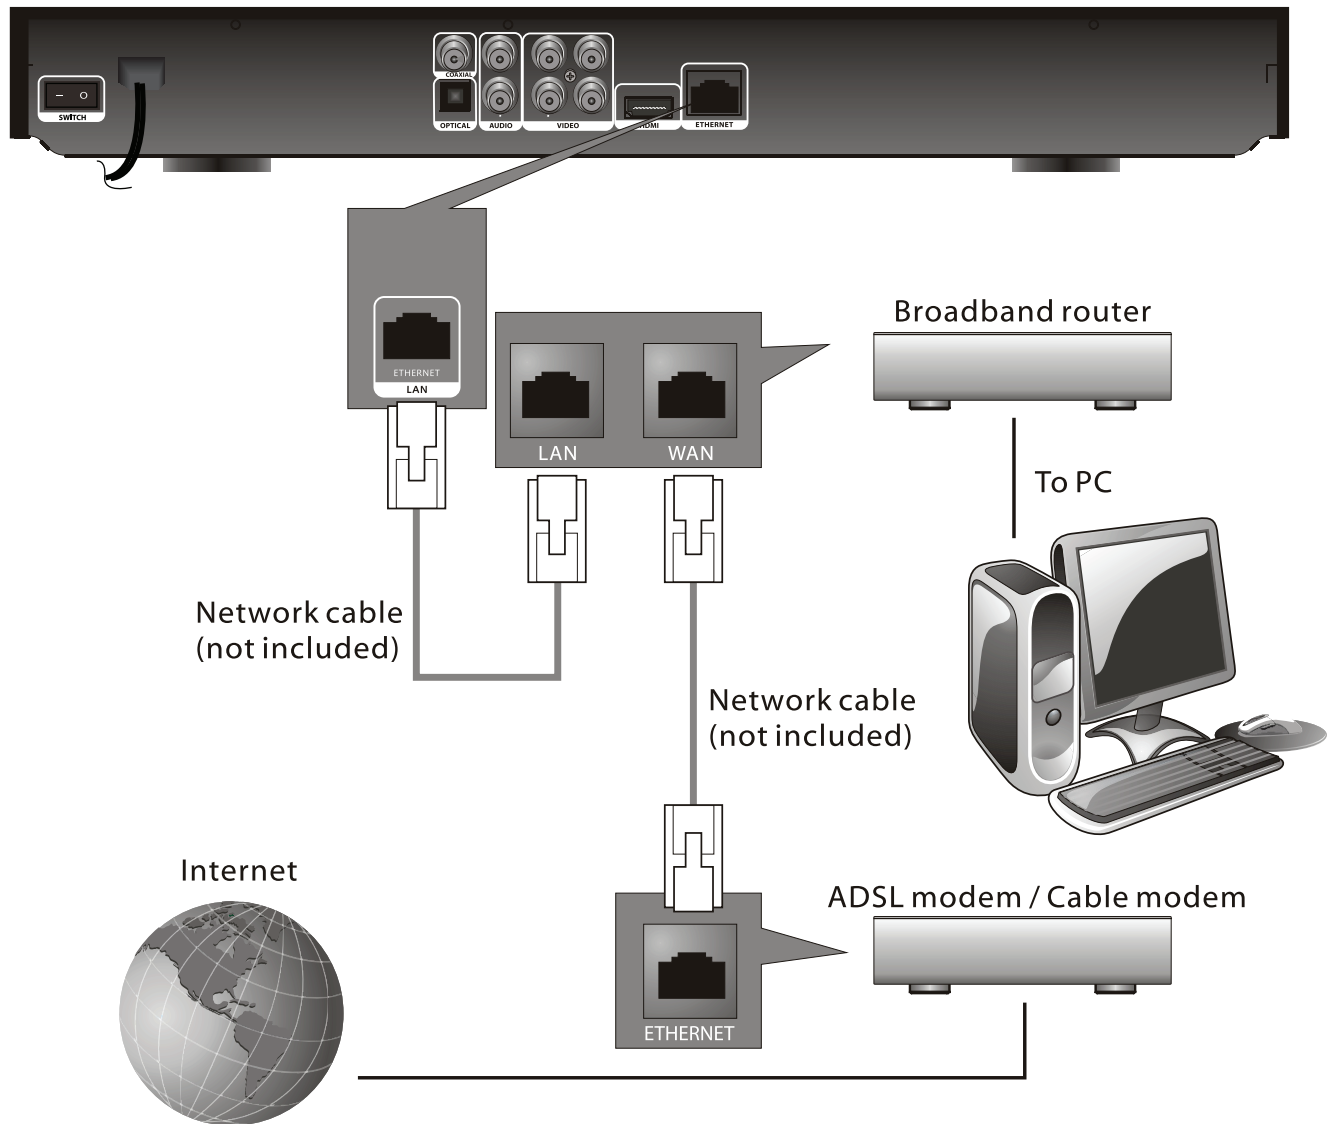 SWITCH
COAXIAL
OPTICAL
AUDIO
VIDEO
HDMI
ETHERNET
ETHERNET
LAN
LAN
WAN
Broadband router
To PC
Network cable
(not included)
Network cable
(not included)
Internet
ADSL modem / Cable modem
ETHERNET